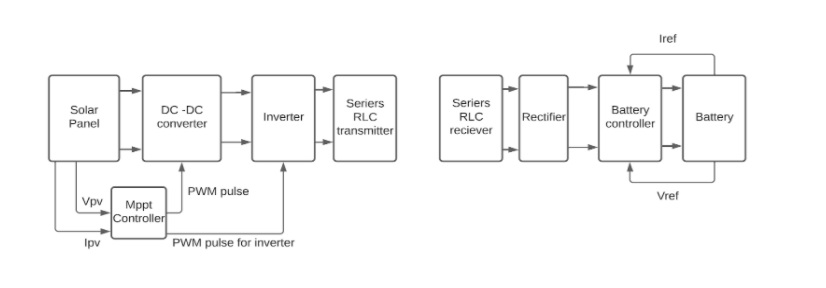 Iref
Solar
Panel
DC -DC
converter
Inverter
Seriers
RLC
transmitter
Seriers
RLC
reciever
Rectifier
Battery
controller
Battery
Vpv
Mppt
Controller
PWM pulse
Vref
Ipv
PWM pulse for inverter